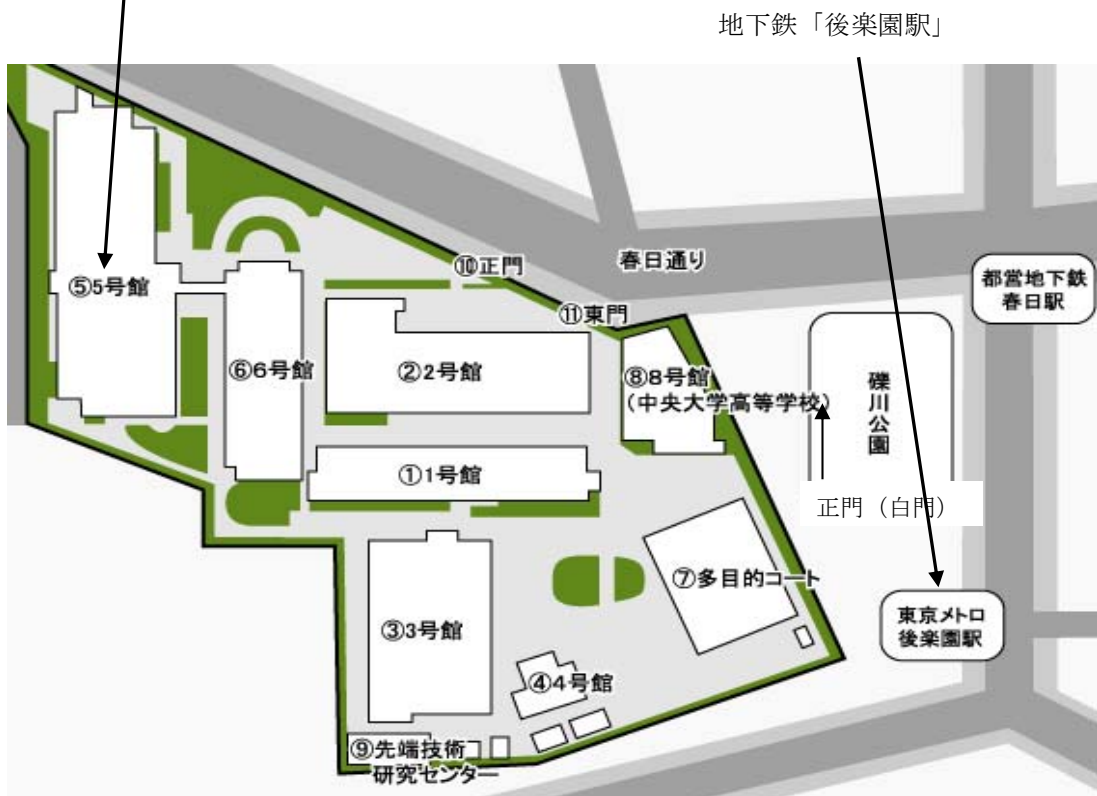 地下鉄「後楽園駅」
⑩正門
春日通り
都営地下鉄
春日駅
⑤5号館
⑪東門
⑥6号館
②2号館
⑧8号館
(中央大学高等学校)
礫川公園
①1号館
正門（白門）
⑦多目的コート
③3号館
東京メトロ
後楽園駅
④4号館
⑨先端技術
研究センター